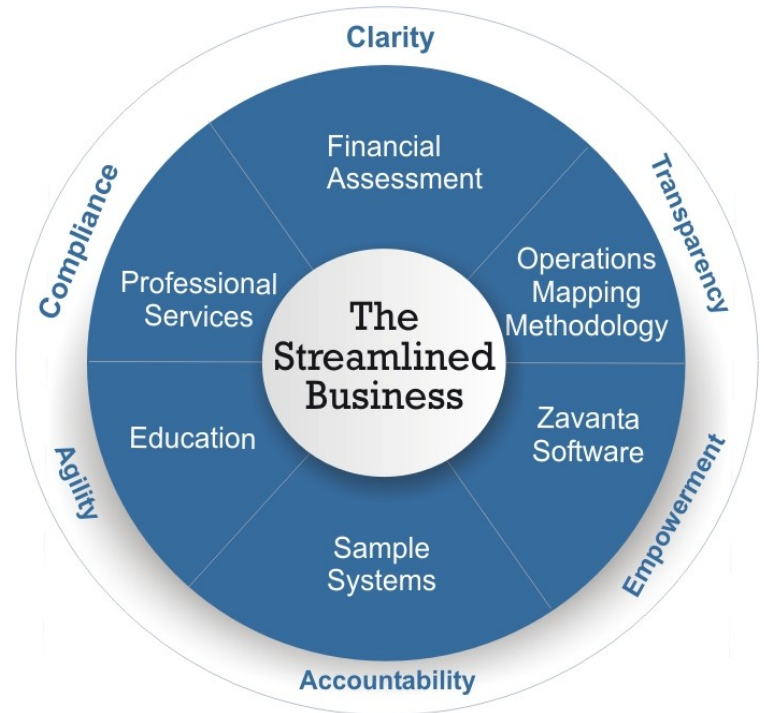 Clarity
Transparency
Empowerment
Accountability
Agility
Compliance
Financial
Assessment
Operations
Mapping
Methodology
Zavanta
Software
Sample
Systems
Education
Professional
Services
The
Streamlined
Business